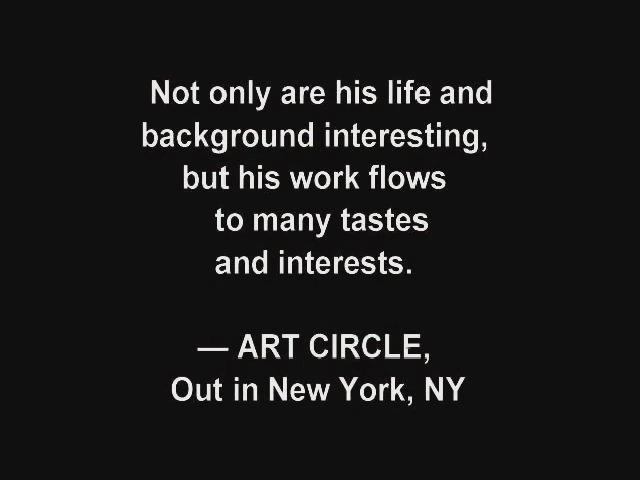 Not only are his life and
background interesting,
but his work flows
to many tastes
and interests.
— ART CIRCLE,
Out in New York, NY